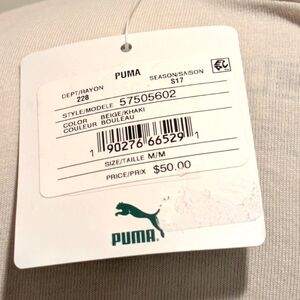 PUMA
DEPT/RAYON SEASON/SAISON
228 S17
STYLE/MODELE 57505602
COLOR BEIGE/KHAKI
COULEUR BOULEAU
1 90276 66529 1
SIZE/TAILLE M/M
PRICE/PRIX $50.00
PUMA